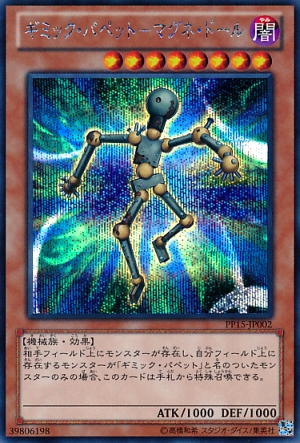 ギミック・パペット-マグネ・ドール
闇
PP15-JP002
【機械族・効果】
相手フィールド上にモンスターが存在し、自分フィールド上に
存在するモンスターが「ギミック・パペット」と名のついたモン
スターのみの場合、このカードは手札から特殊召喚できる。
ATK/1000 DEF/1000
39806198
©高橋和希 スタジオ・ダイス/集英社